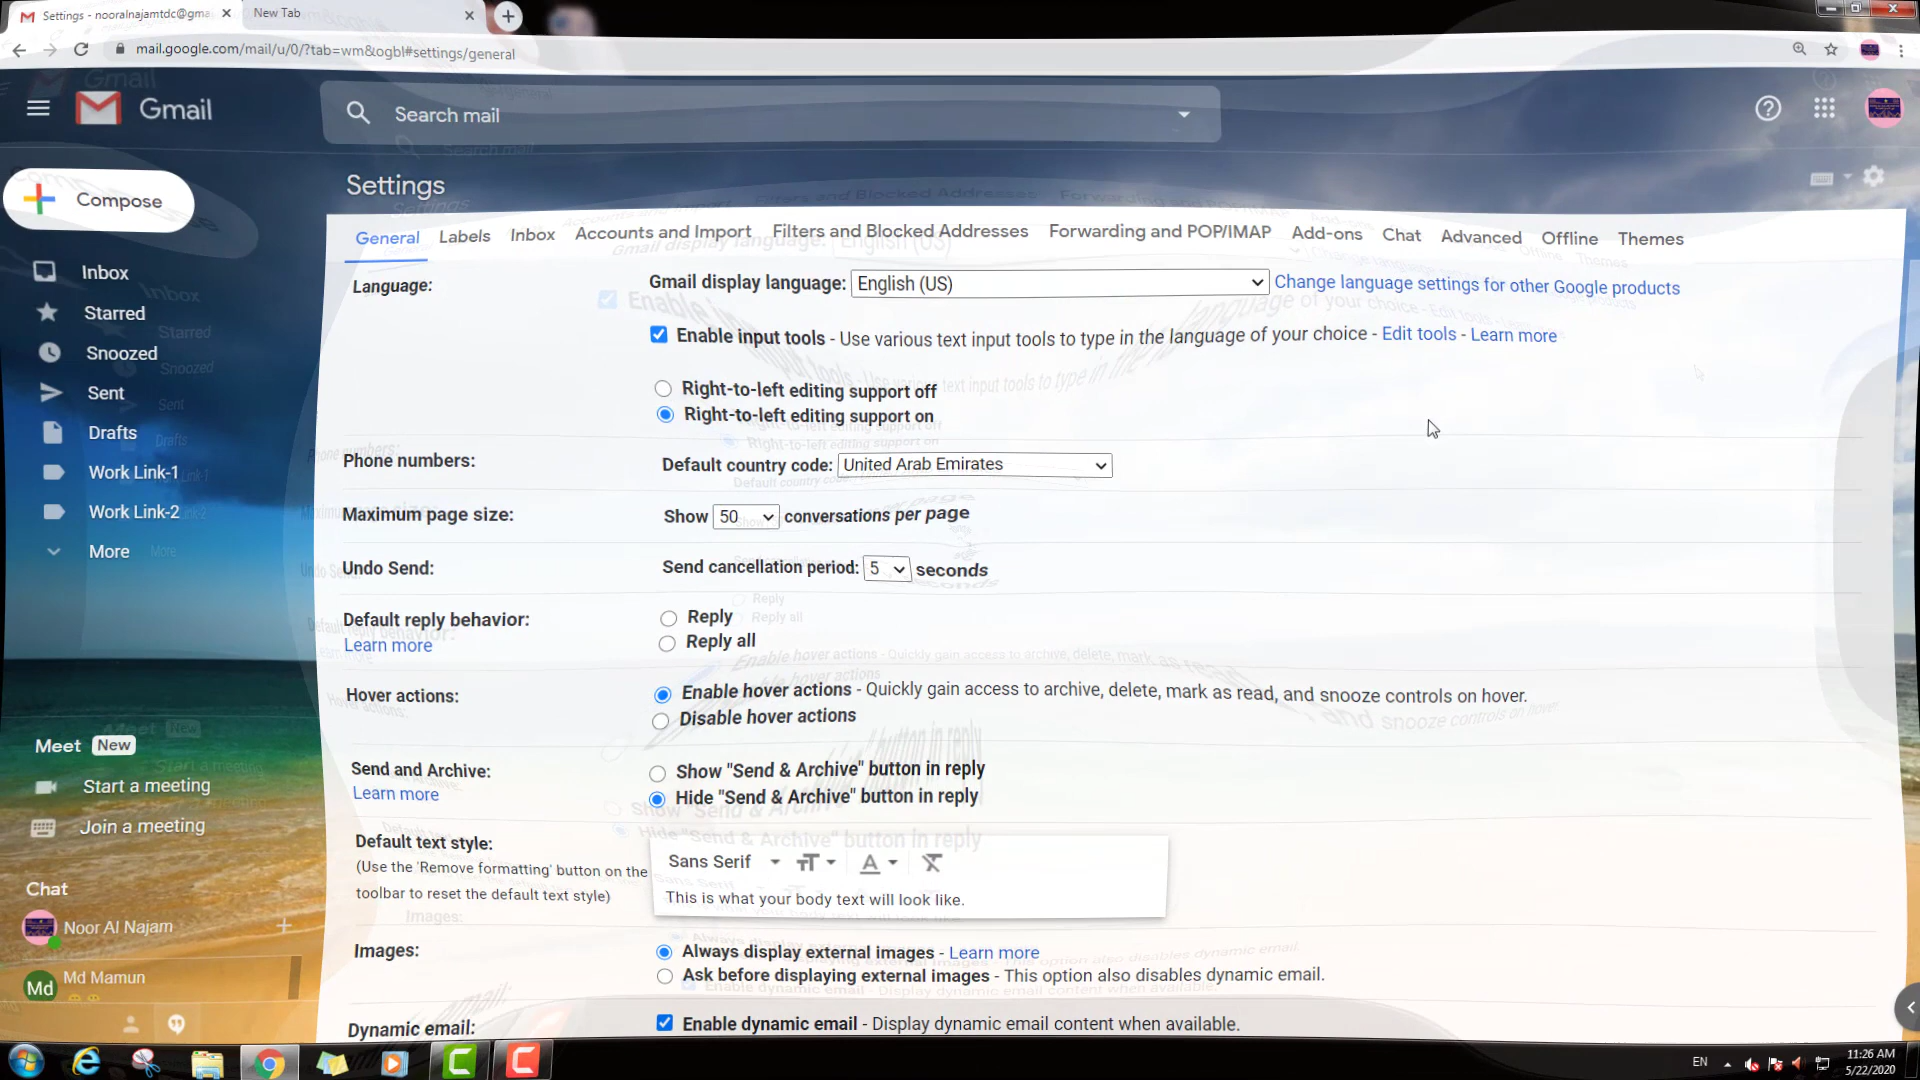 Settings - nooralnajamtdc@gma
New Tab
mail.google.com/mail/u/0/?tab=wm&ogbl#settings/general
Gmail
Search mail
Compose
Settings
General Labels Inbox Accounts and Import Filters and Blocked Addresses Forwarding and POP/IMAP Add-ons Chat Advanced Offline Themes
Inbox
Starred
Snoozed
Sent
Drafts
Work Link-1
Work Link-2
More
Language:
Gmail display language: English (US) Change language settings for other Google products
Enable input tools - Use various text input tools to type in the language of your choice - Edit tools - Learn more
Right-to-left editing support off
Right-to-left editing support on
Phone numbers: Default country code: United Arab Emirates
Maximum page size: Show 50 conversations per page
Undo Send: Send cancellation period: 5 seconds
Default reply behavior: Reply
Learn more Reply all
Hover actions: Enable hover actions - Quickly gain access to archive, delete, mark as read, and snooze controls on hover.
Disable hover actions
Send and Archive: Show "Send & Archive" button in reply
Learn more Hide "Send & Archive" button in reply
Default text style:
(Use the 'Remove formatting' button on the
toolbar to reset the default text style)
Sans Serif
This is what your body text will look like.
Images: Always display external images - Learn more
Ask before displaying external images - This option also disables dynamic email.
Dynamic email: Enable dynamic email - Display dynamic email content when available.
Meet New
Start a meeting
Join a meeting
Chat
Noor Al Najam
Md Md Mamun
EN
11:26 AM
5/22/2020